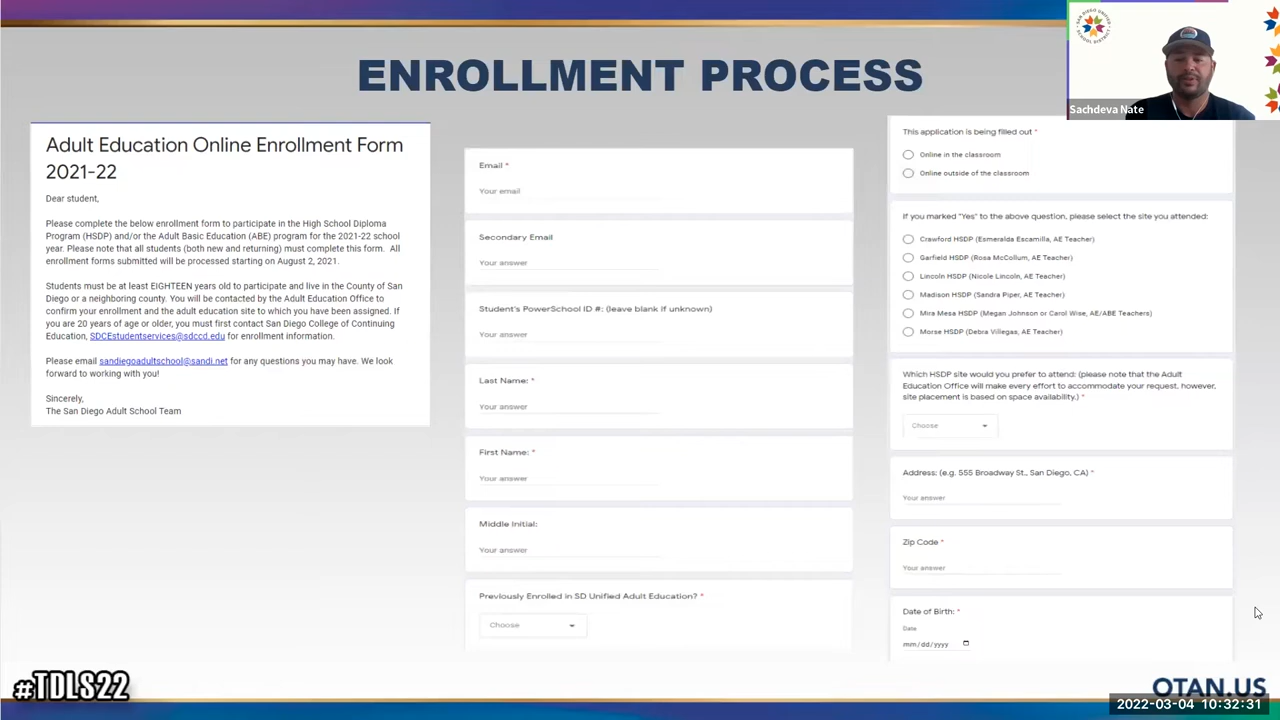 ENROLLMENT PROCESS
Sachdeva Nate
Adult Education Online Enrollment Form
2021-22
Dear student,
Please complete the below enrollment form to participate in the High School Diploma
Program (HSDP) and/or the Adult Basic Education (ABE) program for the 2021-22 school
year. Please note that all students (both new and returning) must complete this form. All
enrollment forms submitted will be processed starting on August 2, 2021.
Students must be at least EIGHTEEN years old to participate and live in the County of San
Diego or a neighboring county. You will be contacted by the Adult Education Office to
confirm your enrollment and the adult education site to which you have been assigned. If
you are 20 years of age or older, you must first contact San Diego College of Continuing
Education, SDCEstudentservices@sdccd.edu for enrollment information.
Please email sandiegoadultschool@sandi.net for any questions you may have. We look
forward to working with you!
Sincerely,
The San Diego Adult School Team
Email *
Your email
Secondary Email
Your answer
Student's PowerSchool ID #: (leave blank if unknown)
Your answer
Last Name: *
Your answer
First Name: *
Your answer
Middle Initial:
Your answer
Previously Enrolled in SD Unified Adult Education? *
Choose
This application is being filled out *
Online in the classroom
Online outside of the classroom
If you marked "Yes" to the above question, please select the site you attended:
Crawford HSDP (Esmeralda Escamilla, AE Teacher)
Garfield HSDP (Rosa McCollum, AE Teacher)
Lincoln HSDP (Nicole Lincoln, AE Teacher)
Madison HSDP (Sandra Piper, AE Teacher)
Mira Mesa HSDP (Megan Johnson or Carol Wise, AE/ABE Teachers)
Morse HSDP (Debra Villegas, AE Teacher)
Which HSDP site would you prefer to attend: (please note that the Adult
Education Office will make every effort to accommodate your request, however,
site placement is based on space availability.) *
Choose
Address: (e.g. 555 Broadway St., San Diego, CA) *
Your answer
Zip Code *
Your answer
Date of Birth: *
Date
mm/dd/yyyy
#TDLS22
OTAN.US
2022-03-04 10:32:31